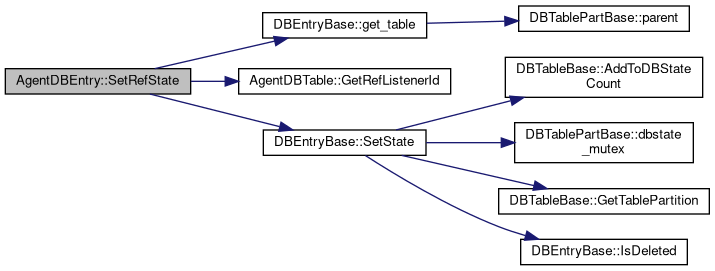 AgentDBEntry::SetRefState
DBEntryBase::get_table
DBTablePartBase::parent
AgentDBTable::GetRefListenerId
DBEntryBase::SetState
DBTableBase::AddToDBState
Count
DBTablePartBase::dbstate
_mutex
DBTableBase::GetTablePartition
DBEntryBase::IsDeleted